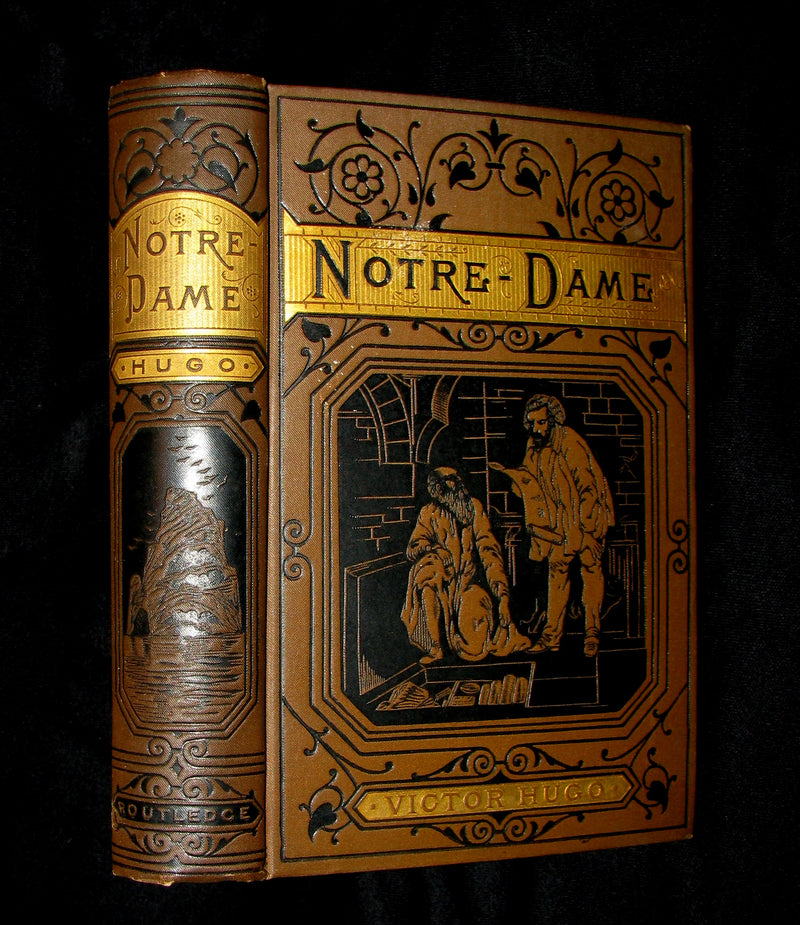 NOTRE-
DAME
HUGO
ROUTLEDGE
NOTRE-DAME
VICTOR HUGO